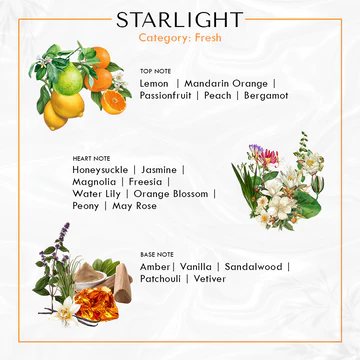 STARLIGHT
Category: Fresh
TOP NOTE
Lemon | Mandarin Orange |
Passionfruit | Peach | Bergamot
HEART NOTE
Honeysuckle | Jasmine |
Magnolia | Freesia |
Water Lily | Orange Blossom |
Peony | May Rose
BASE NOTE
Amber| Vanilla | Sandalwood |
Patchouli | Vetiver